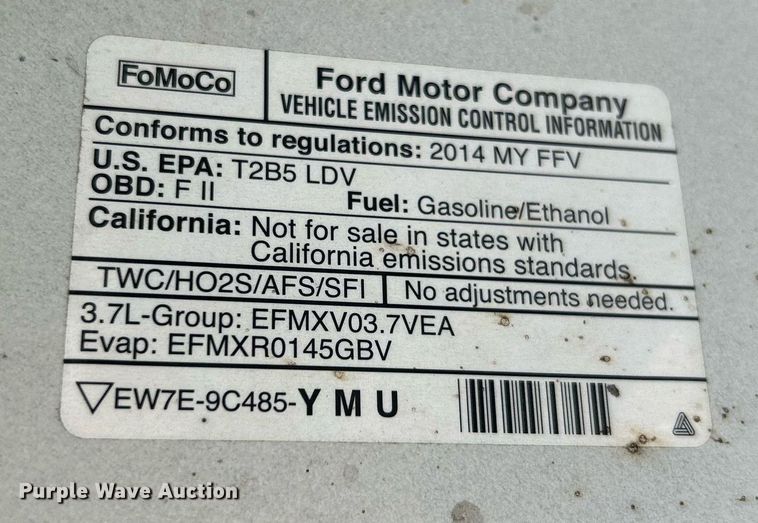 FoMoCo
Ford Motor Company
VEHICLE EMISSION CONTROL INFORMATION
Conforms to regulations: 2014 MY FFV
U.S. EPA: T2B5 LDV
OBD: F II Fuel: Gasoline/Ethanol
California: Not for sale in states with
California emissions standards.
TWC/HO2S/AFS/SFI No adjustments needed.
3.7L-Group: EFMXV03.7VEA
Evap: EFMXR0145GBV
EW7E-9C485-YMU
Purple Wave Auction